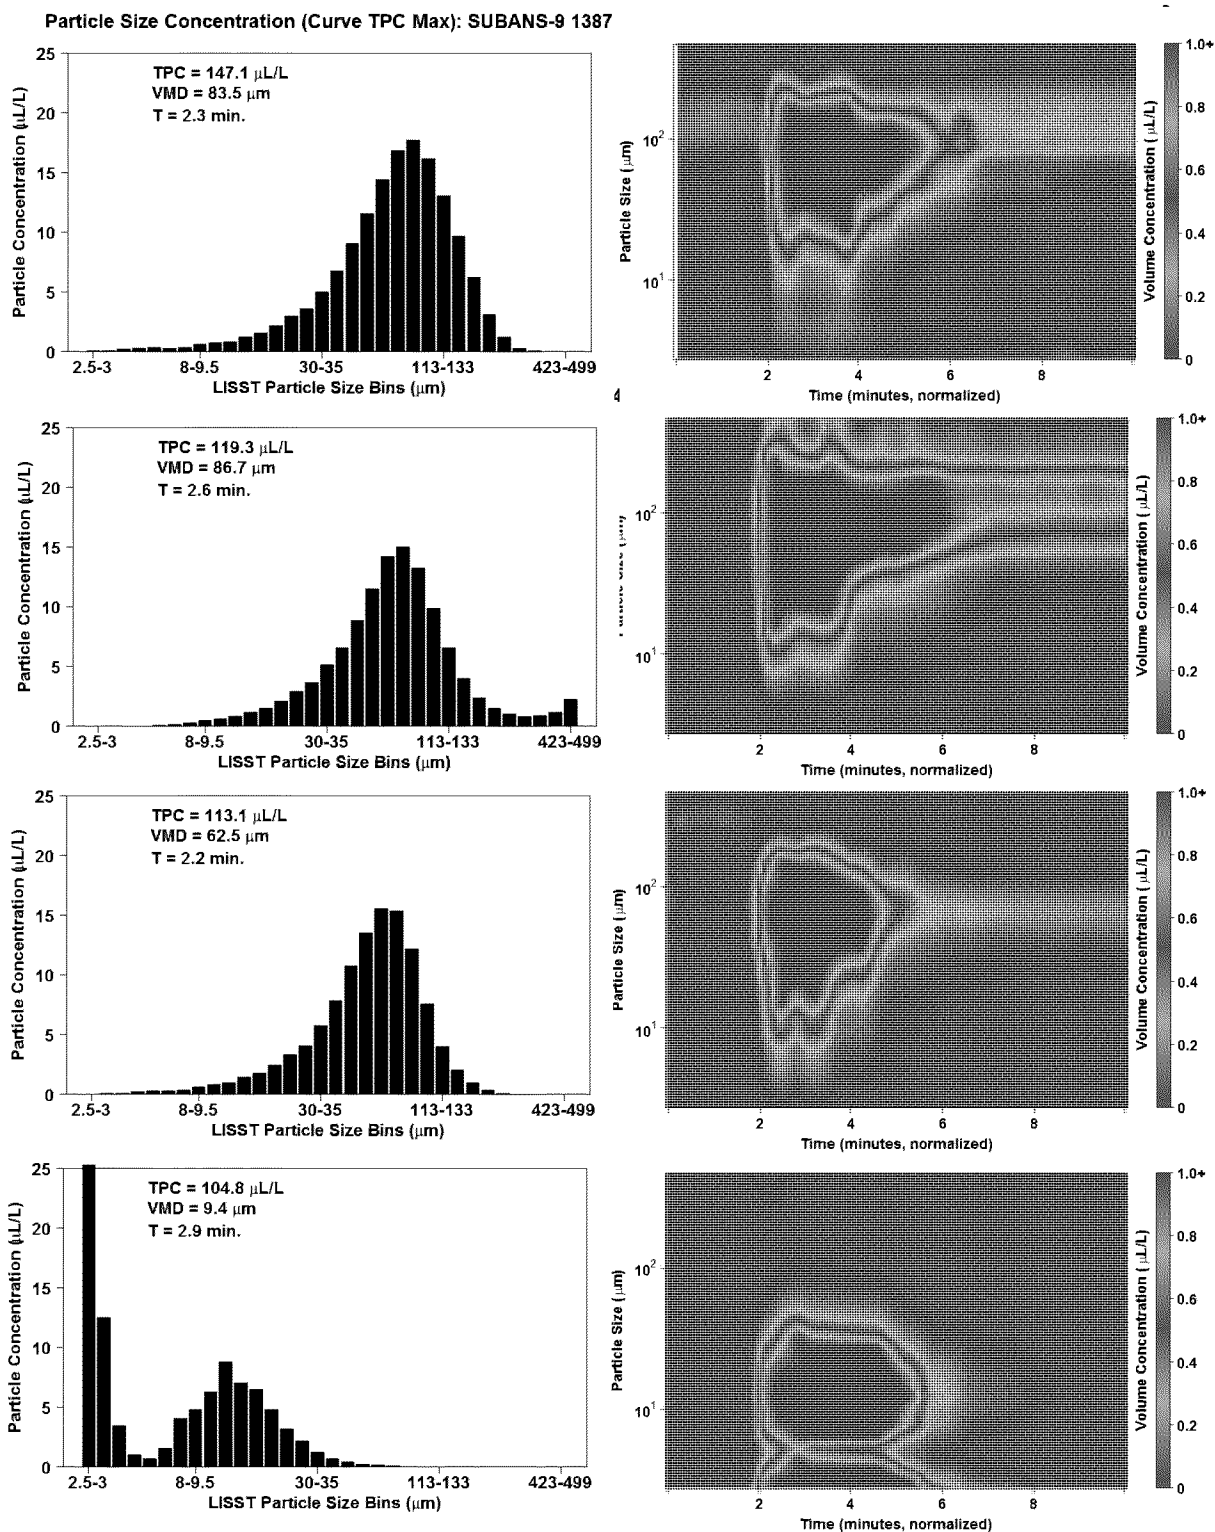 Particle Size Concentration (Curve TPC Max): SUBANS-9 1387
25
20
15
10
5
0
Particle Concentration (µL/L)
TPC = 147.1 µL/L
VMD = 83.5 µm
T = 2.3 min.
2.5-3 8-9.5 30-35 113-133 423-499
LISST Particle Size Bins (µm)
Particle Size (µm)
10²
10¹
2 4 6 8
Time (minutes, normalized)
Volume Concentration (µL/L)
1.0+
0.8
0.6
0.4
0.2
0
4
25
20
15
10
5
0
Particle Concentration (µL/L)
TPC = 119.3 µL/L
VMD = 86.7 µm
T = 2.6 min.
2.5-3 8-9.5 30-35 113-133 423-499
LISST Particle Size Bins (µm)
10²
10¹
2 4 6 8
Time (minutes, normalized)
Volume Concentration (µL/L)
1.0+
0.8
0.6
0.4
0.2
0
25
20
15
10
5
0
Particle Concentration (µL/L)
TPC = 113.1 µL/L
VMD = 62.5 µm
T = 2.2 min.
2.5-3 8-9.5 30-35 113-133 423-499
LISST Particle Size Bins (µm)
Particle Size (µm)
10²
10¹
2 4 6 8
Time (minutes, normalized)
Volume Concentration (µL/L)
1.0+
0.8
0.6
0.4
0.2
0
25
20
15
10
5
0
Particle Concentration (µL/L)
TPC = 104.8 µL/L
VMD = 9.4 µm
T = 2.9 min.
2.5-3 8-9.5 30-35 113-133 423-499
LISST Particle Size Bins (µm)
Particle Size (µm)
10²
10¹
2 4 6 8
Time (minutes, normalized)
Volume Concentration (µL/L)
1.0+
0.8
0.6
0.4
0.2
0